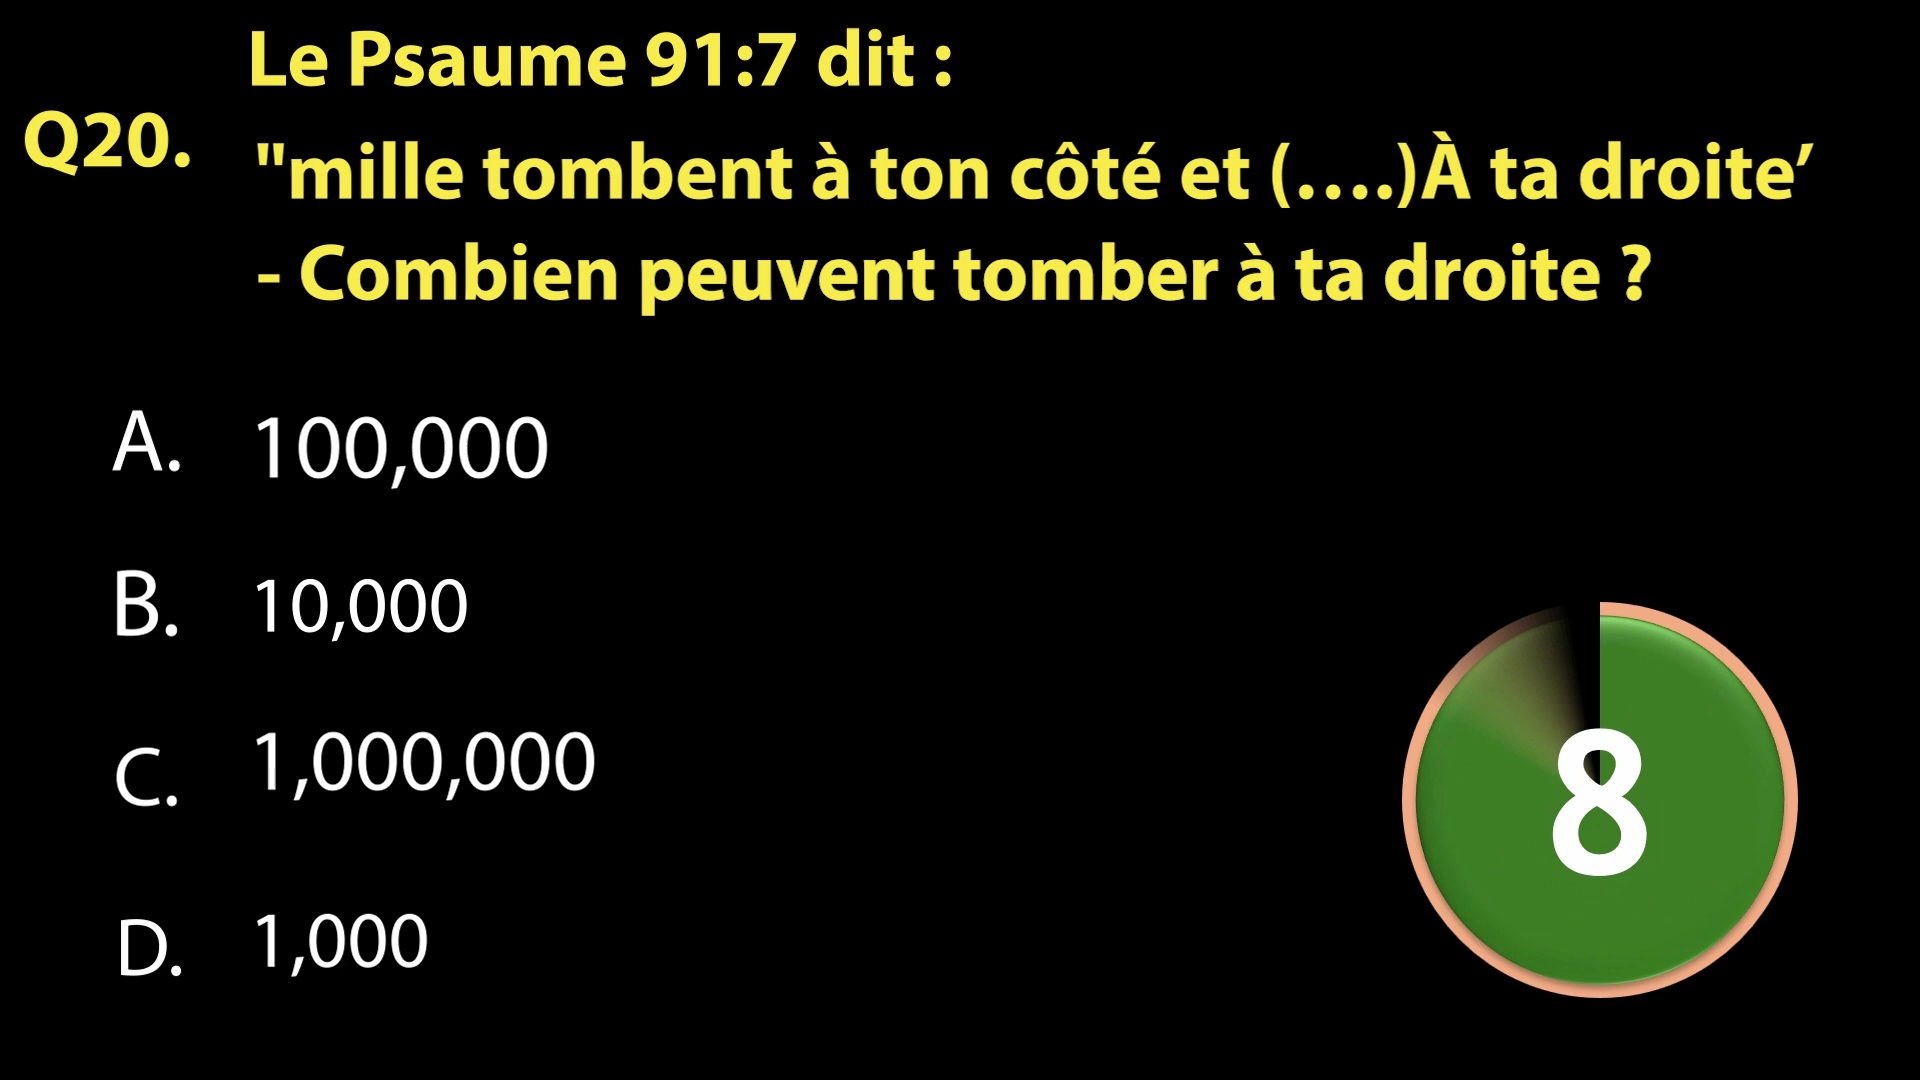 Le Psaume 91:7 dit :
Q20.
"mille tombent à ton côté et (....)À ta droite’
- Combien peuvent tomber à ta droite ?
A. 100,000
B. 10,000
C. 1,000,000
D. 1,000
8